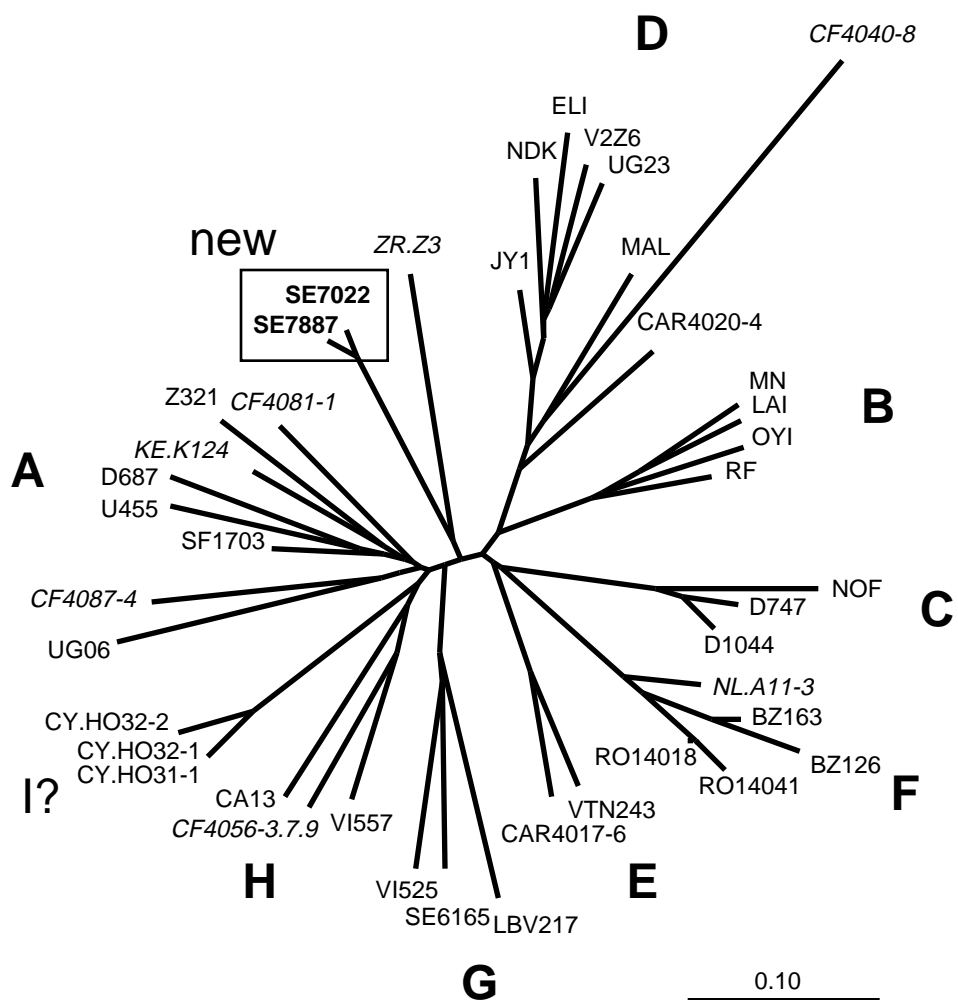 D
CF4040-8
ELI
V2Z6
NDK
UG23
new
ZR.Z3
MAL
JY1
SE7022
SE7887
CAR4020-4
MN
LAI
B
OYI
RF
Z321
CF4081-1
KE.K124
A
D687
U455
SF1703
CF4087-4
NOF
C
D747
UG06
D1044
NL.A11-3
BZ163
CY.HO32-2
CY.HO32-1
CY.HO31-1
RO14018
BZ126
RO14041
F
I?
CA13
CF4056-3.7.9
VI557
VTN243
CAR4017-6
H
E
VI525
SE6165
LBV217
G
0.10